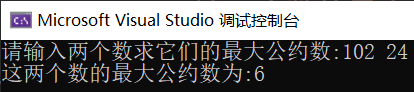 Microsoft Visual Studio 调试控制台
请输入两个数求它们的最大公约数:102 24
这两个数的最大公约数为:6